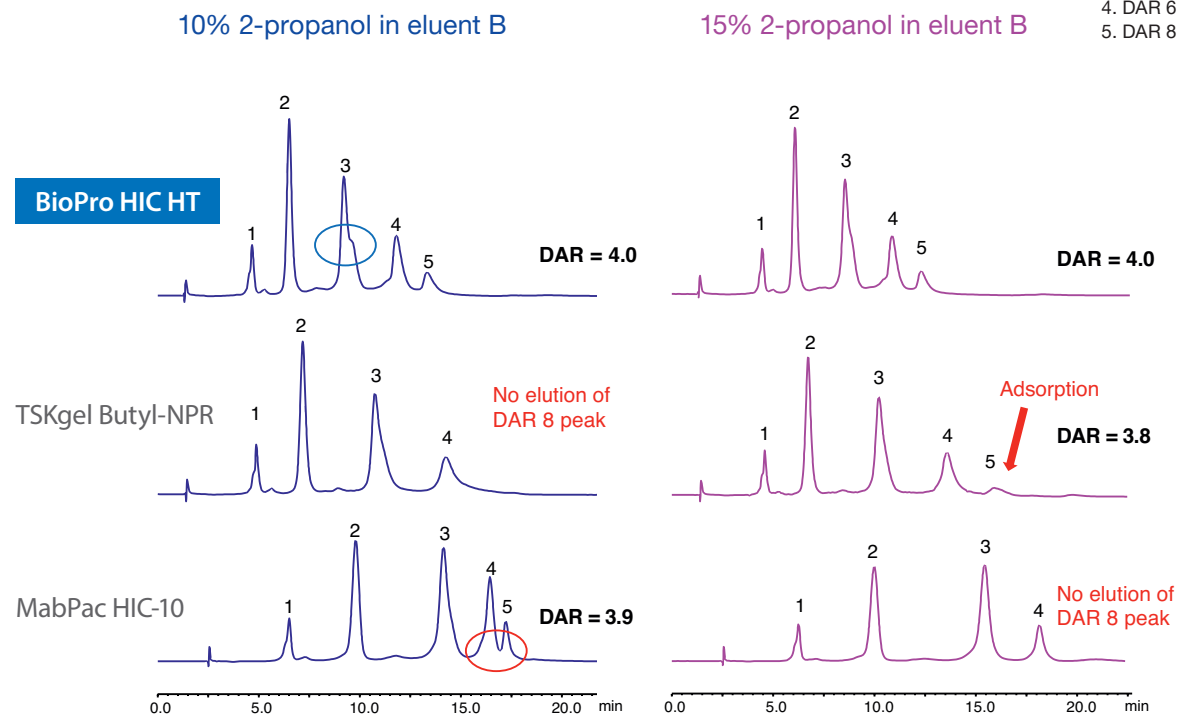 10% 2-propanol in eluent B
15% 2-propanol in eluent B
4. DAR 6
5. DAR 8
BioPro HIC HT
1
2
3
4
5
DAR = 4.0
1
2
3
4
5
DAR = 4.0
TSKgel Butyl-NPR
1
2
3
4
No elution of
DAR 8 peak
1
2
3
4
5
Adsorption
DAR = 3.8
MabPac HIC-10
1
2
3
4
5
DAR = 3.9
1
2
3
4
No elution of
DAR 8 peak
0.0 5.0 10.0 15.0 20.0 min
0.0 5.0 10.0 15.0 20.0 min